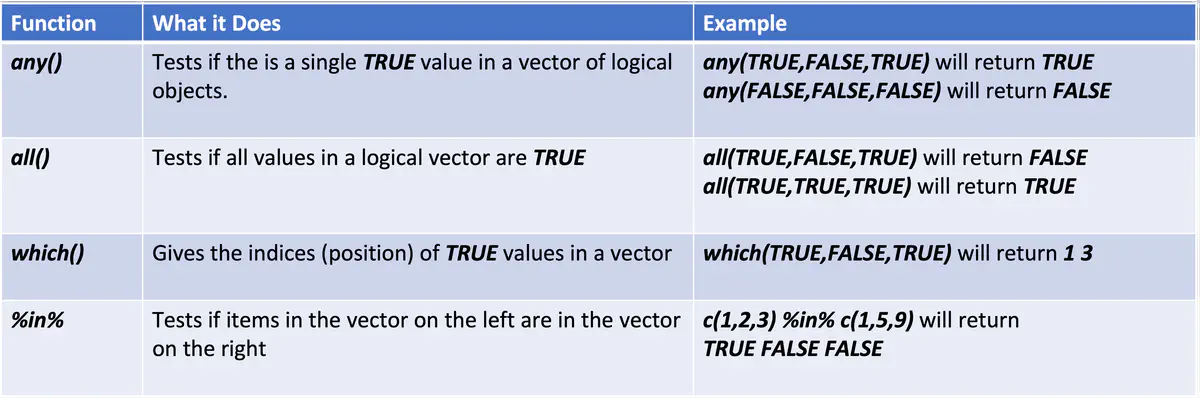 Function What it Does Example
any() Tests if the is a single TRUE value in a vector of logical any(TRUE,FALSE,TRUE) will return TRUE
objects. any(FALSE,FALSE,FALSE) will return FALSE
all() Tests if all values in a logical vector are TRUE all(TRUE,FALSE,TRUE) will return FALSE
all(TRUE,TRUE,TRUE) will return TRUE
which() Gives the indices (position) of TRUE values in a vector which(TRUE,FALSE,TRUE) will return 1 3
%in% Tests if items in the vector on the left are in the vector c(1,2,3) %in% c(1,5,9) will return
on the right TRUE FALSE FALSE